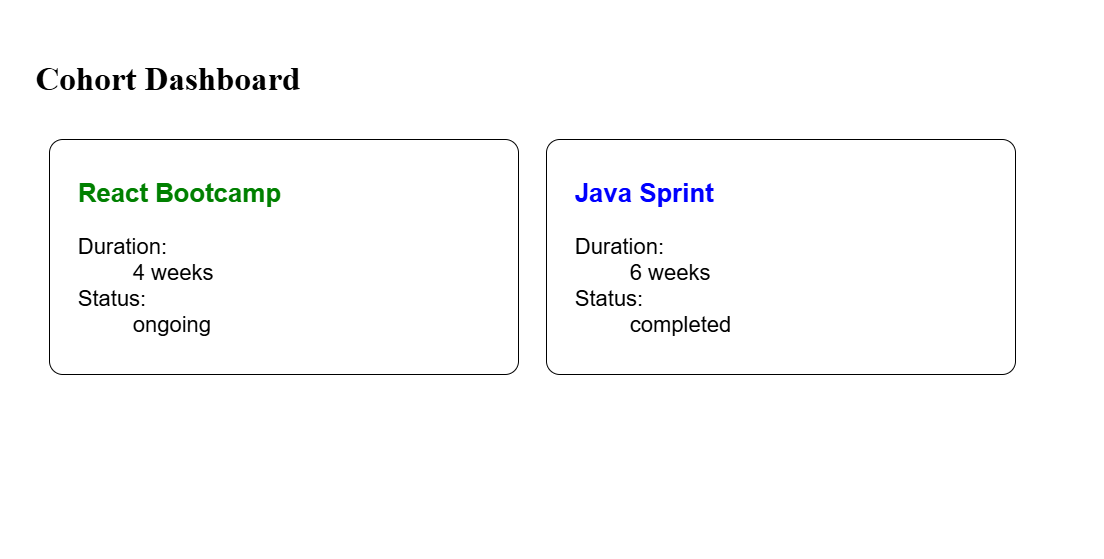 Cohort Dashboard
React Bootcamp
Duration:
4 weeks
Status:
ongoing
Java Sprint
Duration:
6 weeks
Status:
completed